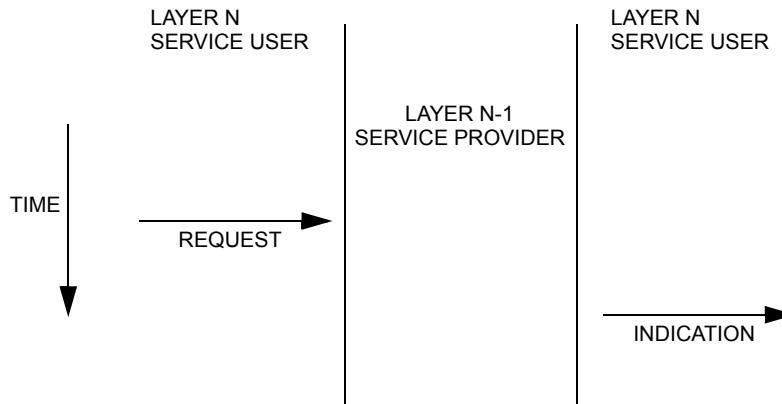 LAYER N
SERVICE USER
LAYER N
SERVICE USER
LAYER N-1
SERVICE PROVIDER
TIME
REQUEST
INDICATION